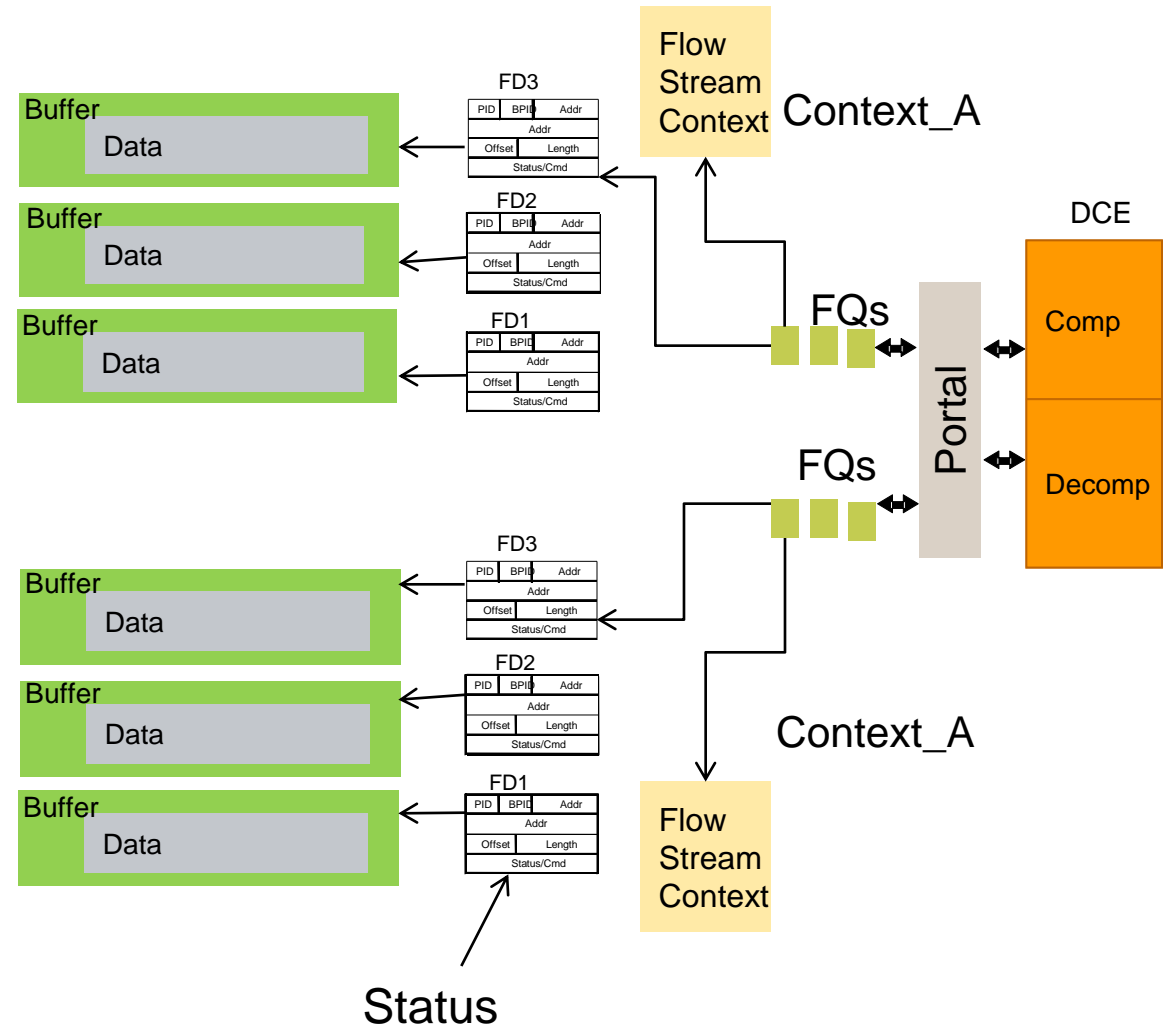 Flow
Stream
Context
Context_A
FD3
Buffer
Data
PID BPID Addr
Addr
Offset Length
Status/Cmd
FD2
Buffer
Data
PID BPID Addr
Addr
Offset Length
Status/Cmd
FD1
Buffer
Data
PID BPID Addr
Addr
Offset Length
Status/Cmd
DCE
FQs
Comp
Portal
FQs
Decomp
FD3
Buffer
Data
PID BPID Addr
Addr
Offset Length
Status/Cmd
FD2
Buffer
Data
PID BPID Addr
Addr
Offset Length
Status/Cmd
Context_A
FD1
Buffer
Data
PID BPID Addr
Addr
Offset Length
Status/Cmd
Flow
Stream
Context
Status